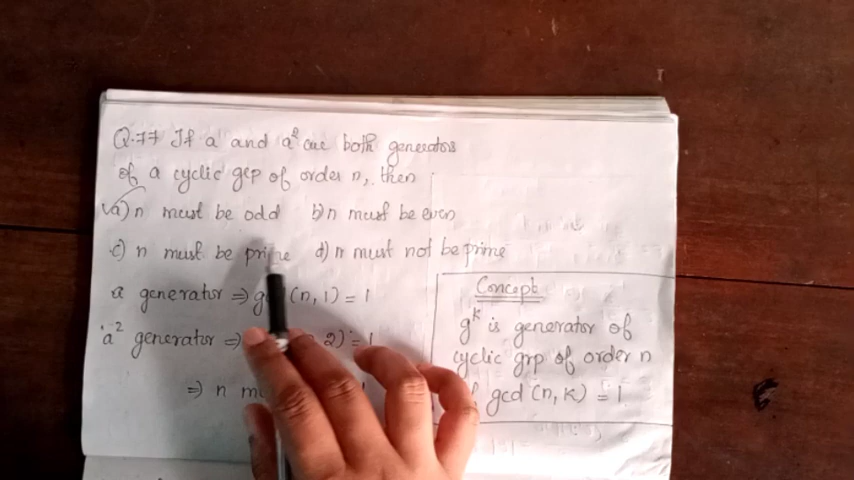 Q.77 If a and a² are both generators
of a cyclic grp of order n, then
a) n must be odd b) n must be even
c) n must be prime d) n must not be prime
a generator ⇒ (n, 1) = 1
a² generator ⇒ 2) = 1
⇒ n
Concept
gᵏ is generator of
cyclic grp of order n
gcd (n, k) = 1